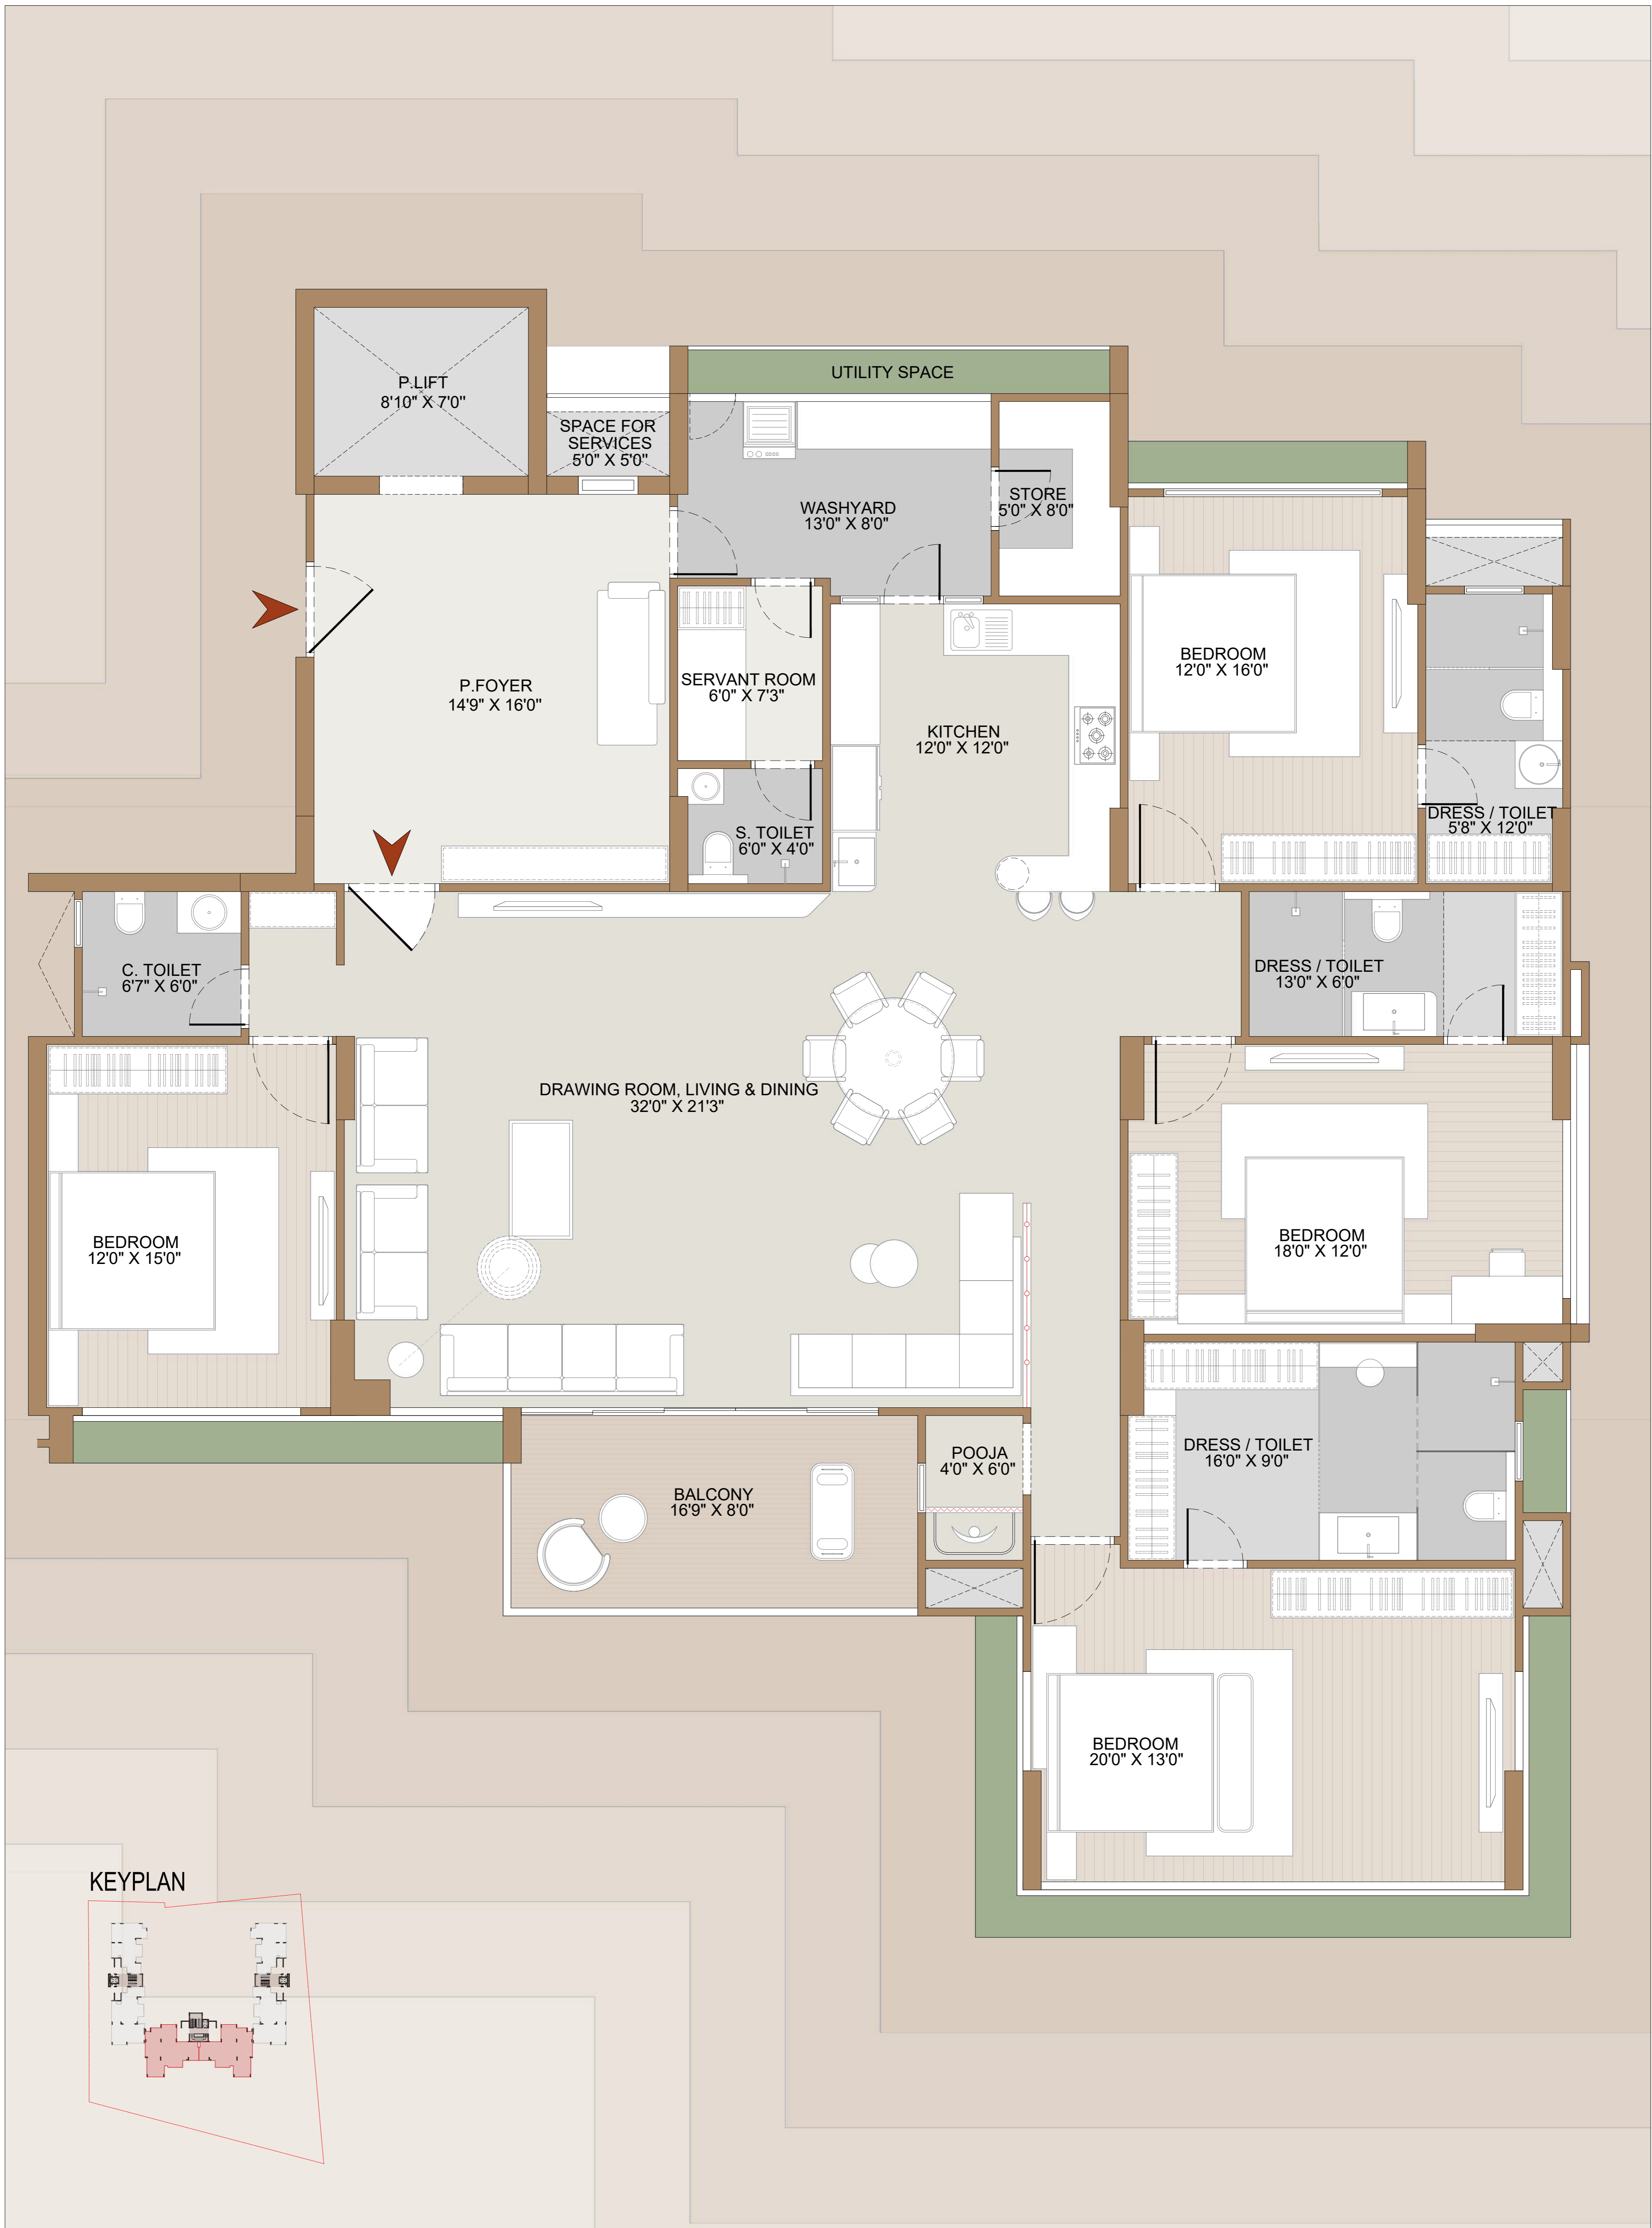 UTILITY SPACE
P.LIFT
8'10" X 7'0"
SPACE FOR
SERVICES
5'0" X 5'0"
WASHYARD
13'0" X 8'0"
STORE
5'0" X 8'0"
BEDROOM
12'0" X 16'0"
P.FOYER
14'9" X 16'0"
SERVANT ROOM
6'0" X 7'3"
KITCHEN
12'0" X 12'0"
S. TOILET
6'0" X 4'0"
DRESS / TOILET
5'8" X 12'0"
C. TOILET
6'7" X 6'0"
DRESS / TOILET
13'0" X 6'0"
DRAWING ROOM, LIVING & DINING
32'0" X 21'3"
BEDROOM
12'0" X 15'0"
BEDROOM
18'0" X 12'0"
DRESS / TOILET
16'0" X 9'0"
POOJA
4'0" X 6'0"
BALCONY
16'9" X 8'0"
BEDROOM
20'0" X 13'0"
KEYPLAN